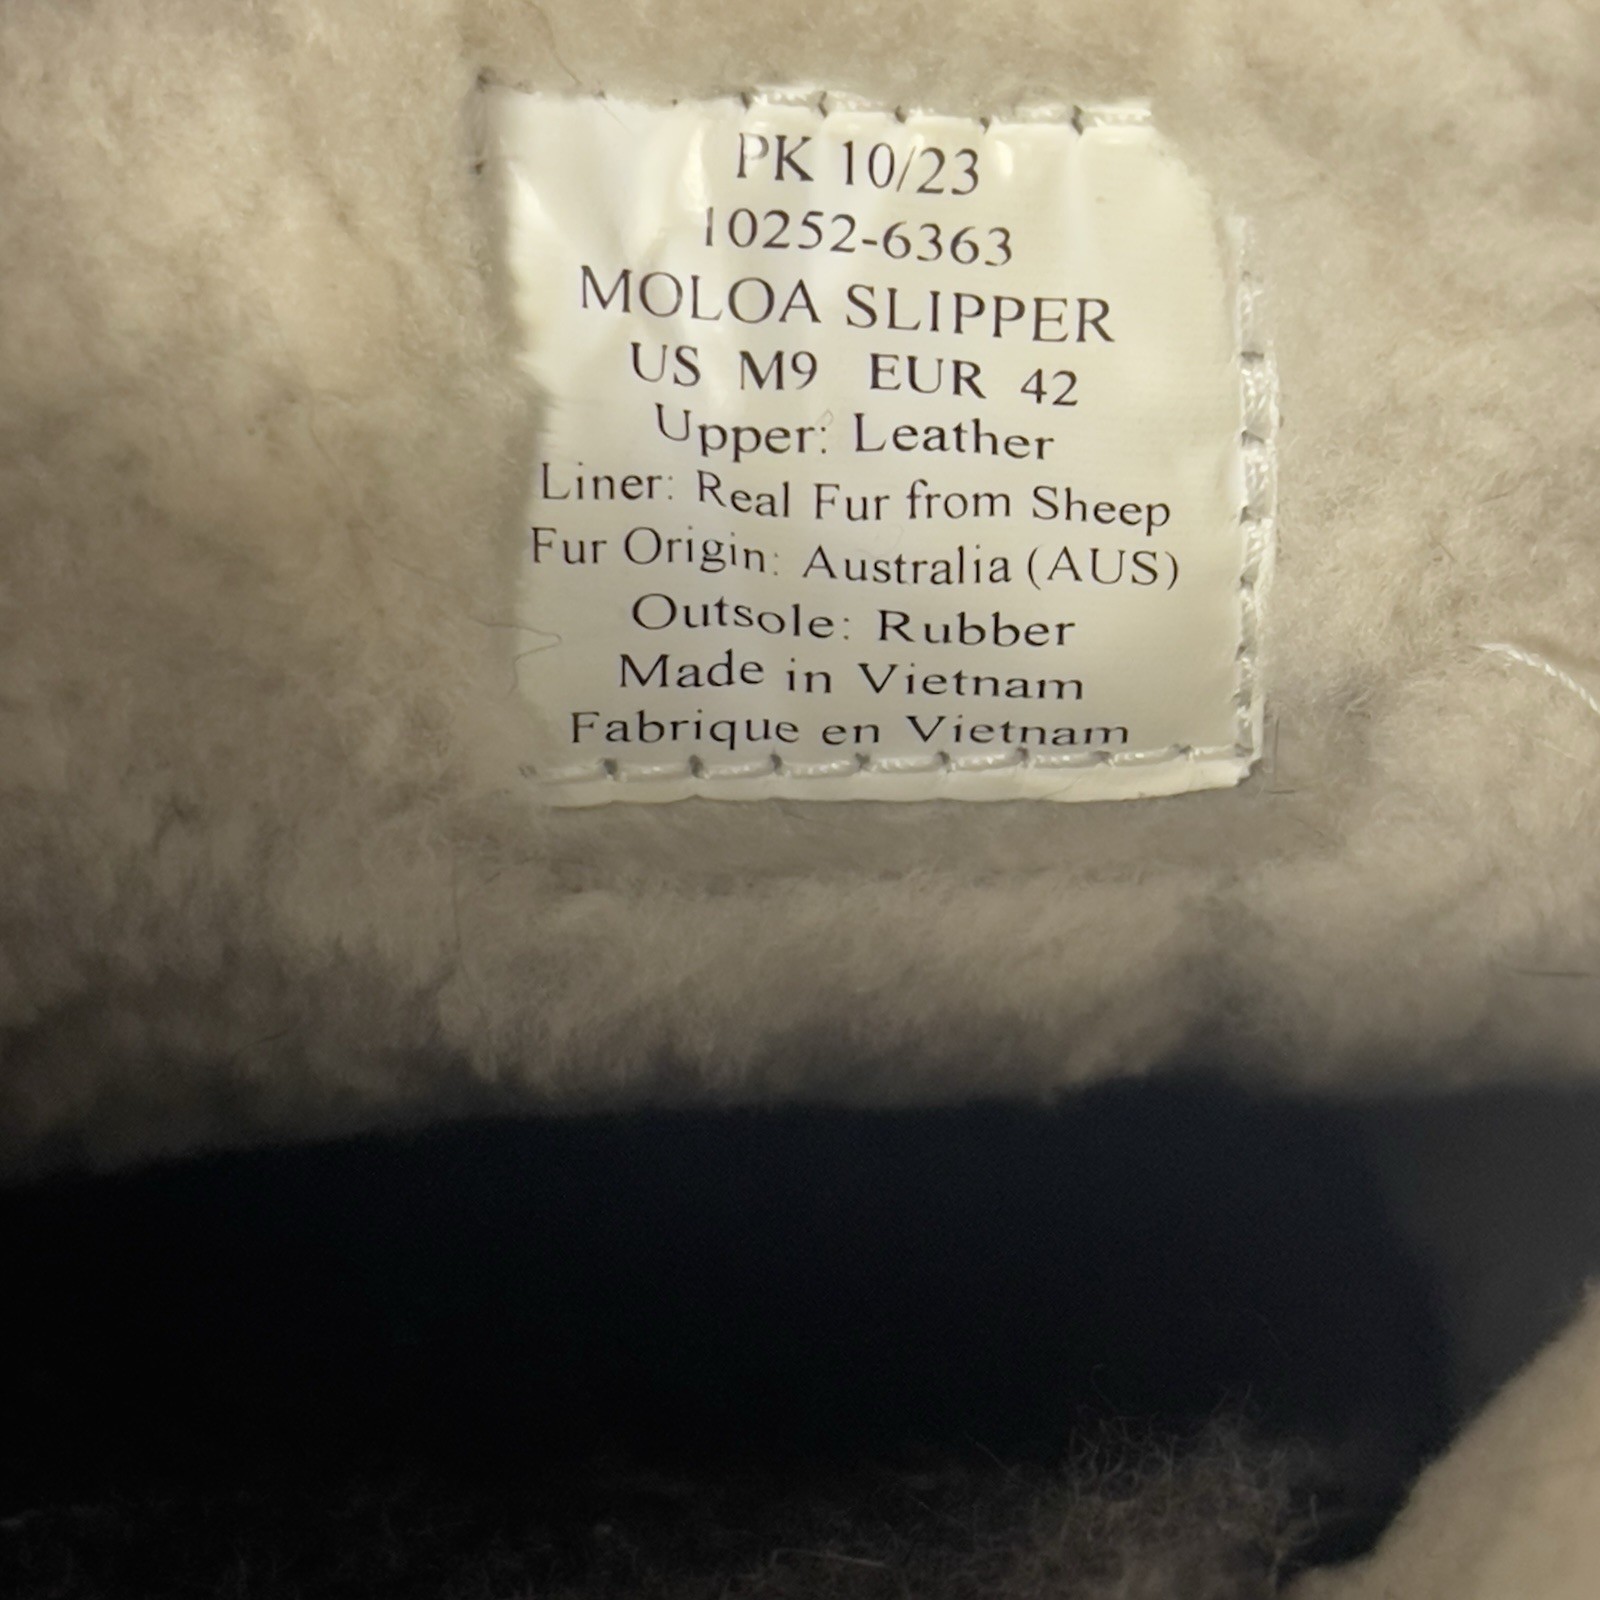 PK 10/23
10252-6363
MOLOA SLIPPER
US M9 EUR 42
Upper: Leather
Liner: Real Fur from Sheep
Fur Origin: Australia (AUS)
Outsole: Rubber
Made in Vietnam
Fabrique en Vietnam